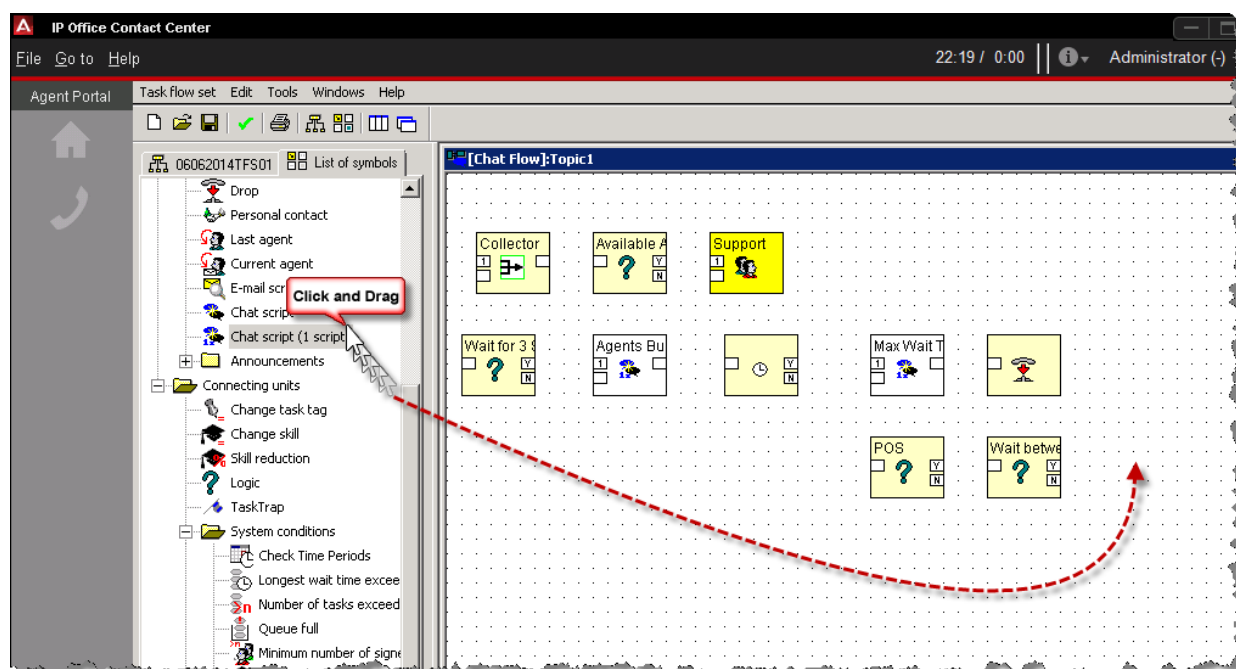 IP Office Contact Center
File Go to Help
22:19 / 0:00
Administrator (-)
Agent Portal
Task flow set Edit Tools Windows Help
06062014TFS01
List of symbols
[Chat Flow]:Topic1
Drop
Personal contact
Last agent
Current agent
E-mail scr
Click and Drag
Chat script
Chat script (1 script
Announcements
Connecting units
Change task tag
Change skill
Skill reduction
Logic
TaskTrap
System conditions
Check Time Periods
Longest wait time excee
Number of tasks exceed
Queue full
Minimum number of signe
Collector
1
Available A
Y
N
Support
1
Wait for 3 S
Y
N
Agents Bu
1
Y
N
Max Wait T
1
POS
Y
N
Wait betwe
Y
N